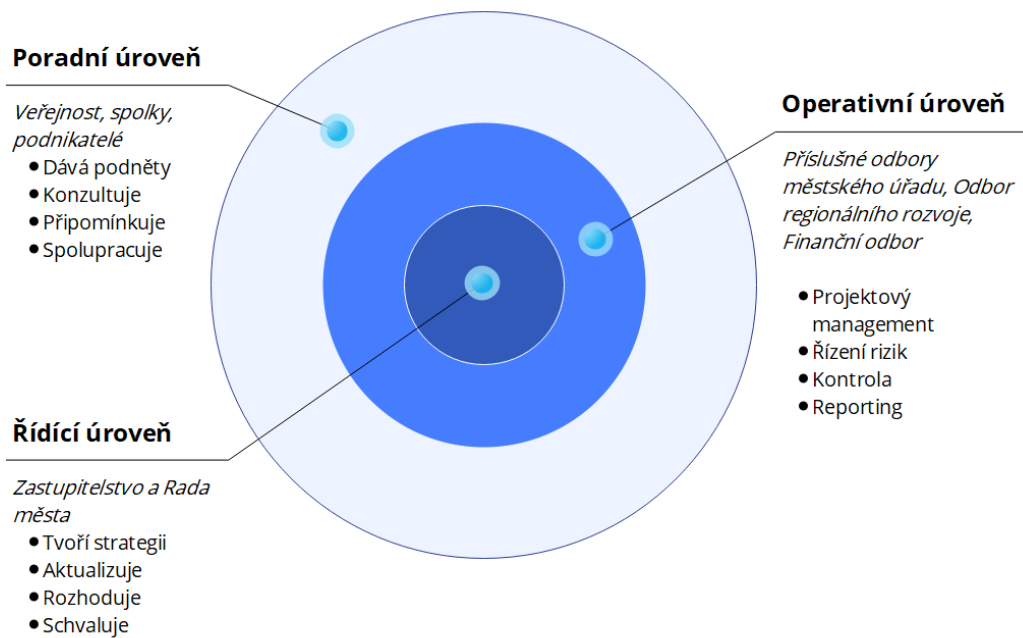 Poradní úroveň
Veřejnost, spolky,
podnikatelé
● Dává podněty
● Konzultuje
● Připomínkuje
● Spolupracuje
Operativní úroveň
Příslušné odbory
městského úřadu, Odbor
regionálního rozvoje,
Finanční odbor
● Projektový
management
● Řízení rizik
● Kontrola
● Reporting
Řídící úroveň
Zastupitelstvo a Rada
města
● Tvoří strategii
● Aktualizuje
● Rozhoduje
● Schvaluje